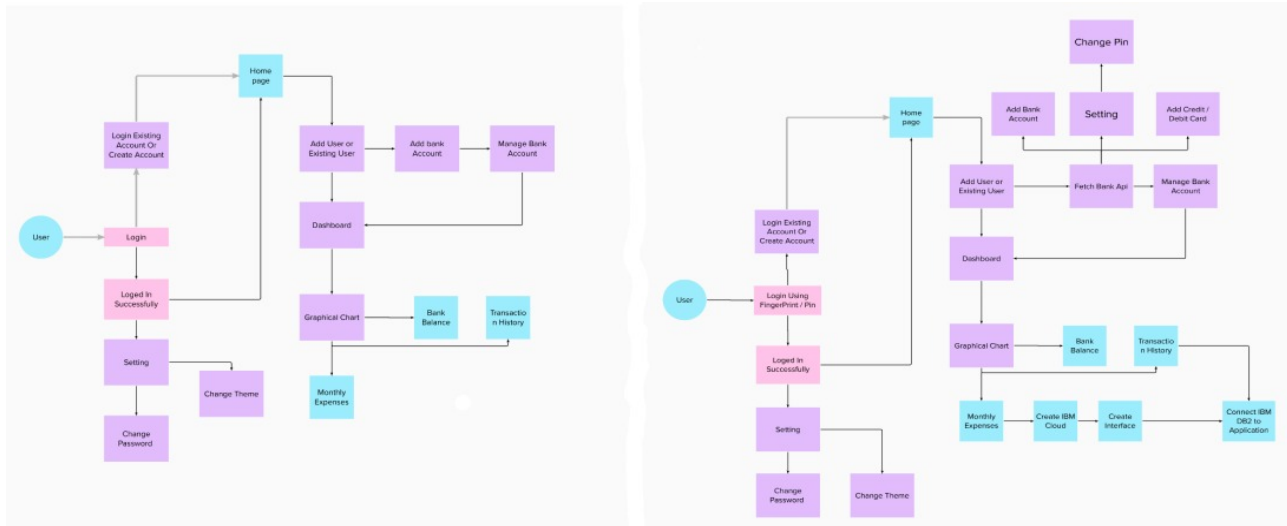 Home
page
Login Existing
Account Or
Create Account
Add User or
Existing User
Add bank
Account
Manage Bank
Account
User
Login
Dashboard
Loged In
Successfully
Graphical Chart
Bank
Balance
Transactio
n History
Setting
Change Theme
Monthly
Expenses
Change
Password
Change Pin
Add Bank
Account
Setting
Add Credit /
Debit Card
Home
page
Add User or
Existing User
Fetch Bank Api
Manage Bank
Account
Login Existing
Account Or
Create Account
Dashboard
User
Login Using
FingerPrint / Pin
Graphical Chart
Bank
Balance
Transactio
n History
Loged In
Successfully
Monthly
Expenses
Create IBM
Cloud
Create
Interface
Connect IBM
DB2 to
Application
Setting
Change
Password
Change Theme